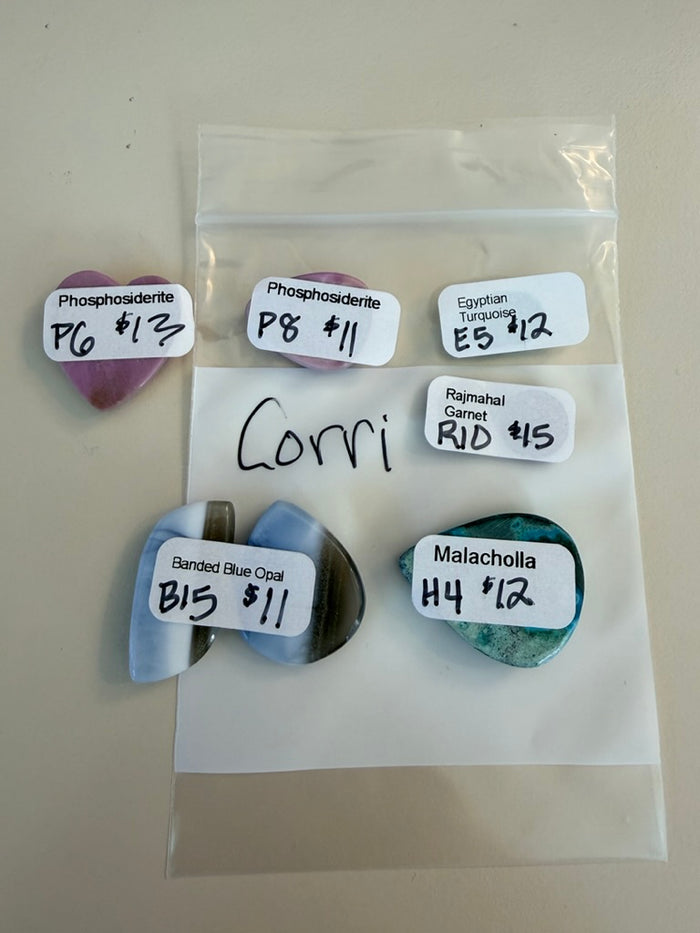 Phosphosiderite
P6 $13
Phosphosiderite
P8 $11
Egyptian
Turquoise
E5 $12
Rajmahal
Garnet
R10 $15
Corri
Banded Blue Opal
B15 $11
Malacholla
H4 $12